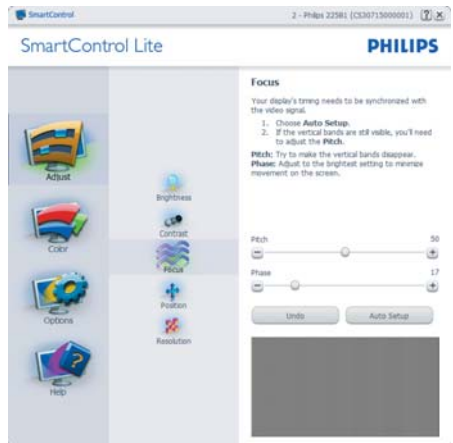 SmartControl
2 - Philips 225B1 (CS30715000001)
SmartControl Lite
PHILIPS
Adjust
Color
Options
Help
Brightness
Contrast
Focus
Position
Resolution
Focus
Your display's timing needs to be synchronized with
the video signal.
1. Choose Auto Setup.
2. If the vertical bands are still visible, you'll need
to adjust the Pitch.
Pitch: Try to make the vertical bands disappear.
Phase: Adjust to the brightest setting to minimize
movement on the screen.
Pitch 50
Phase 17
Undo Auto Setup